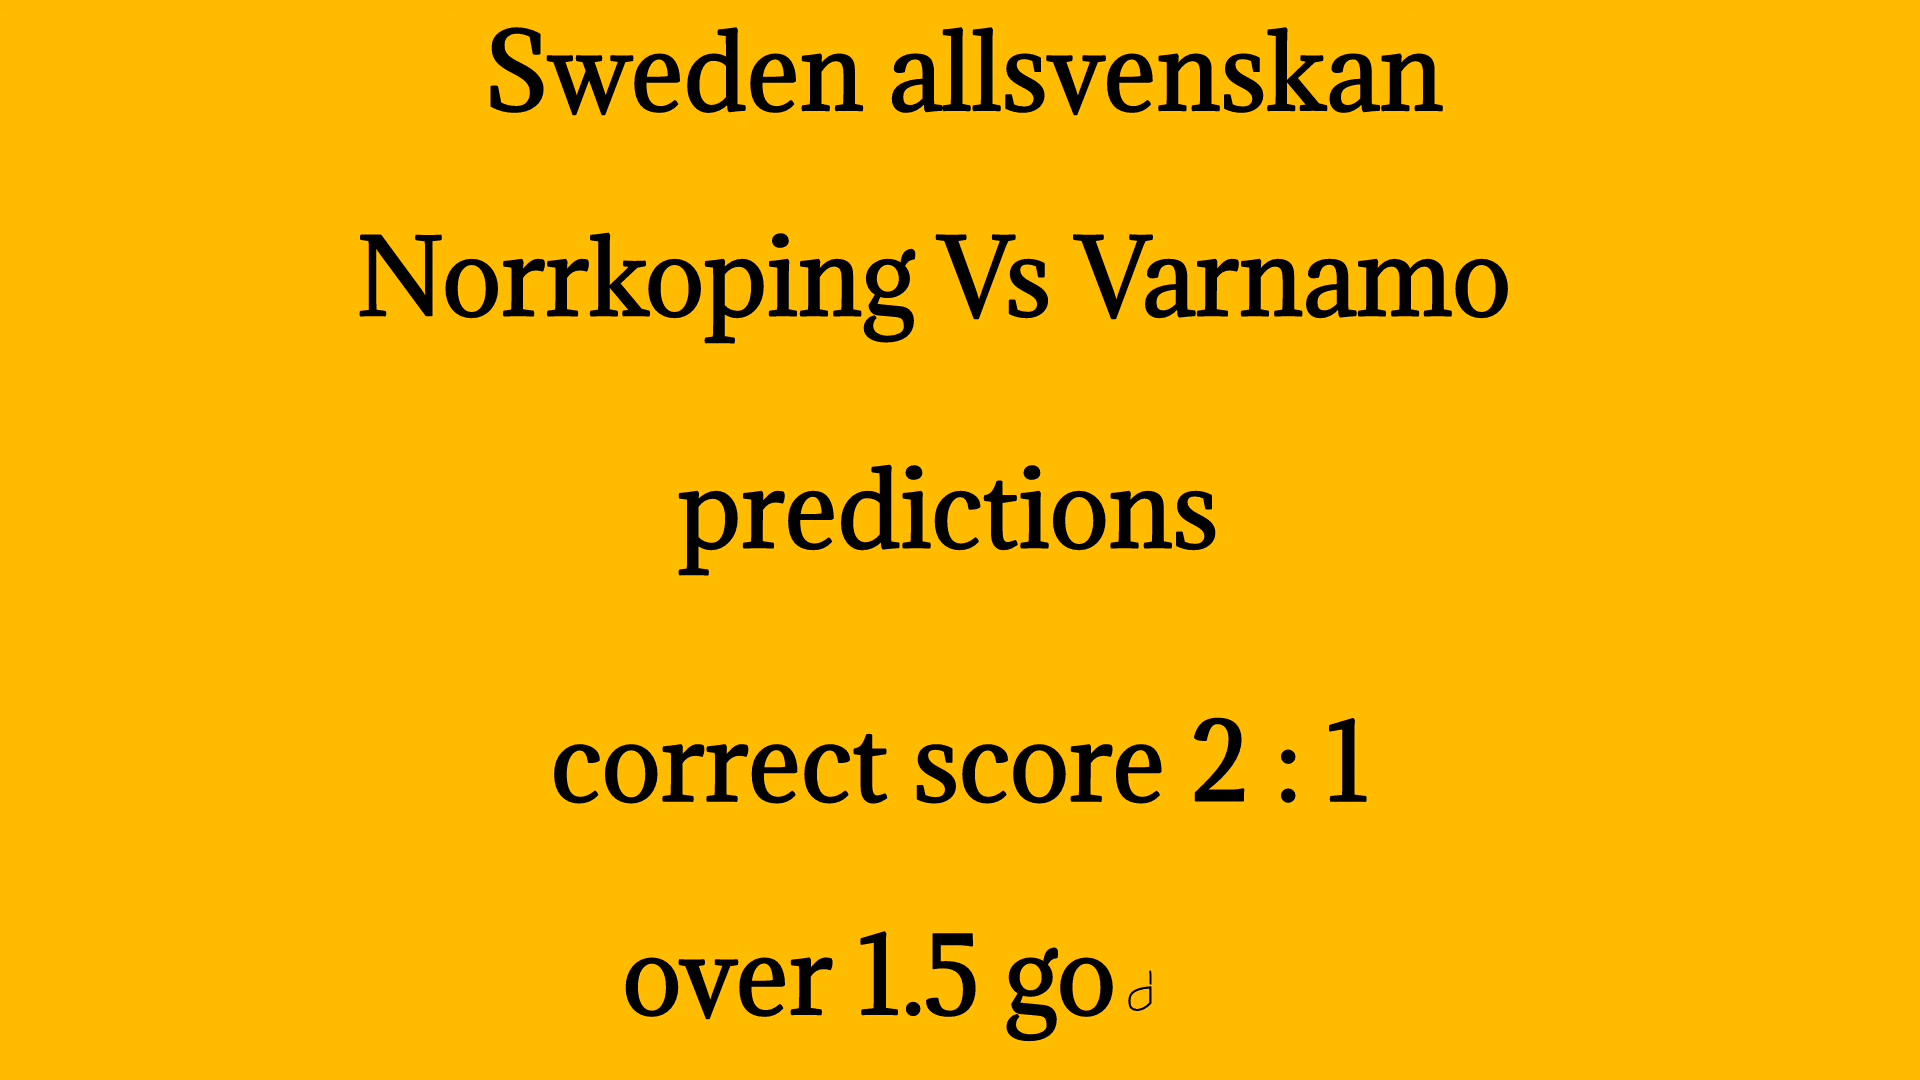 Sweden allsvenskan
Norrkoping Vs Varnamo
predictions
correct score 2 : 1
over 1.5 go